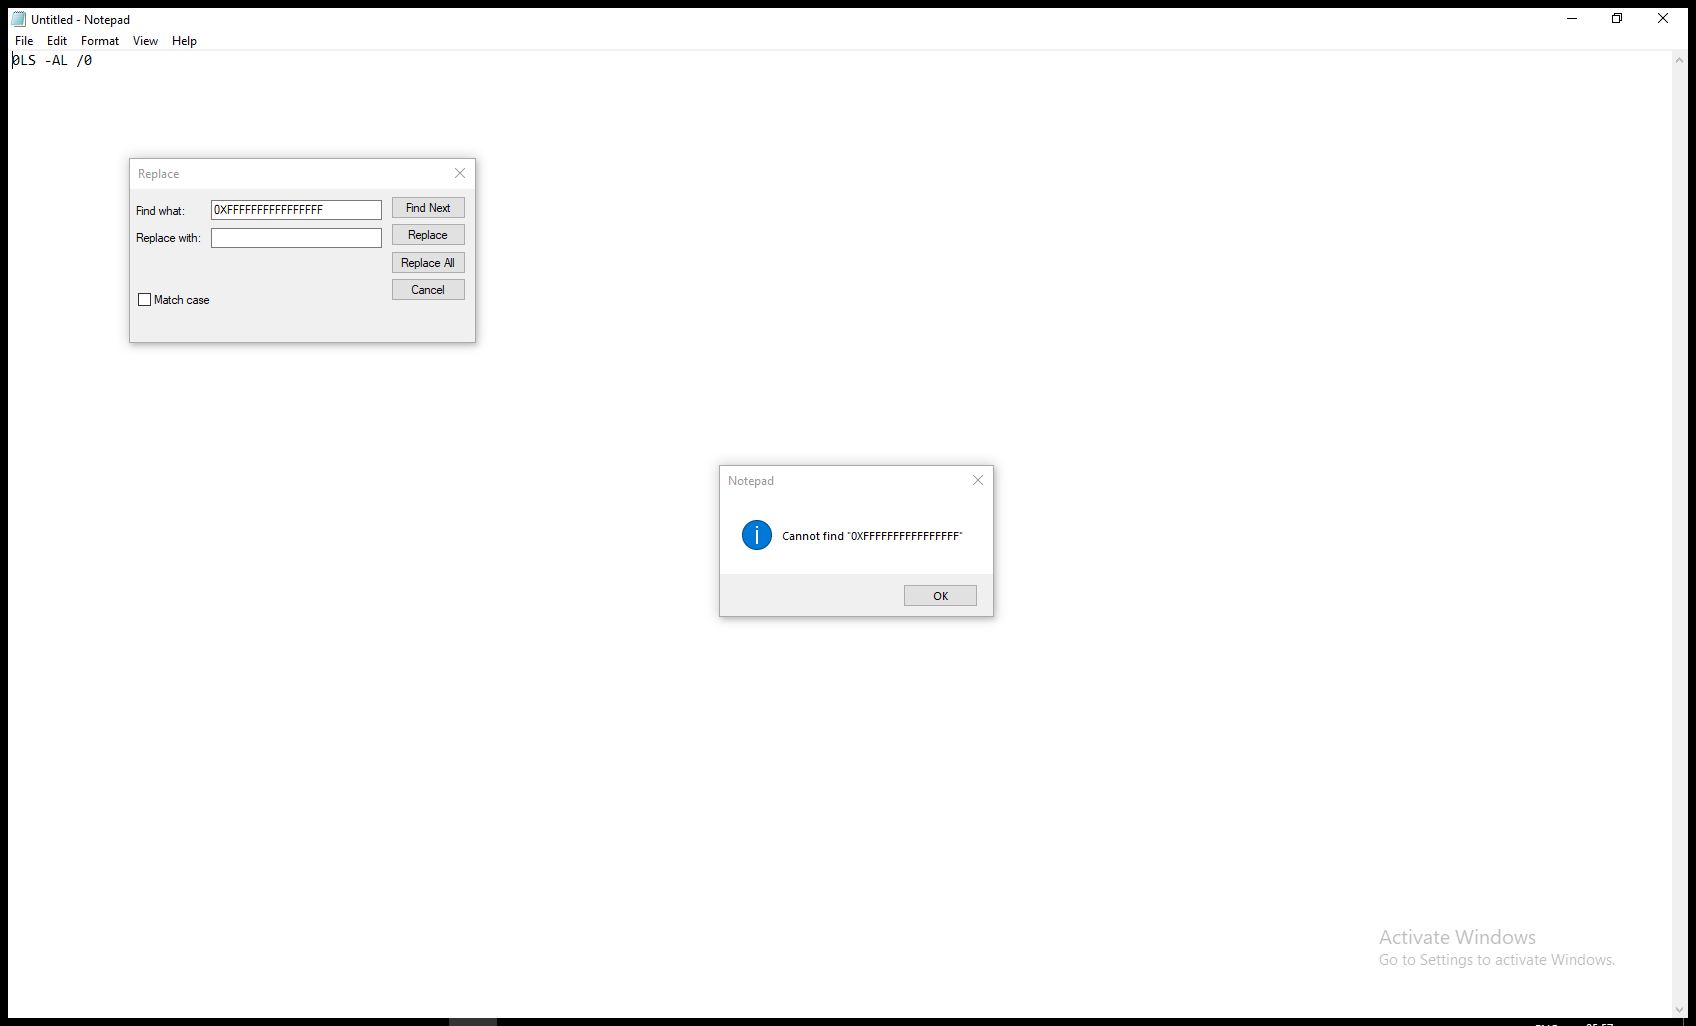 Untitled - Notepad
File Edit Format View Help
0LS -AL /0
Replace
Find what: 0XFFFFFFFFFFFFFFFF Find Next
Replace with: Replace
Replace All
Cancel
Match case
Notepad
Cannot find "0XFFFFFFFFFFFFFFFF"
OK
Activate Windows
Go to Settings to activate Windows.